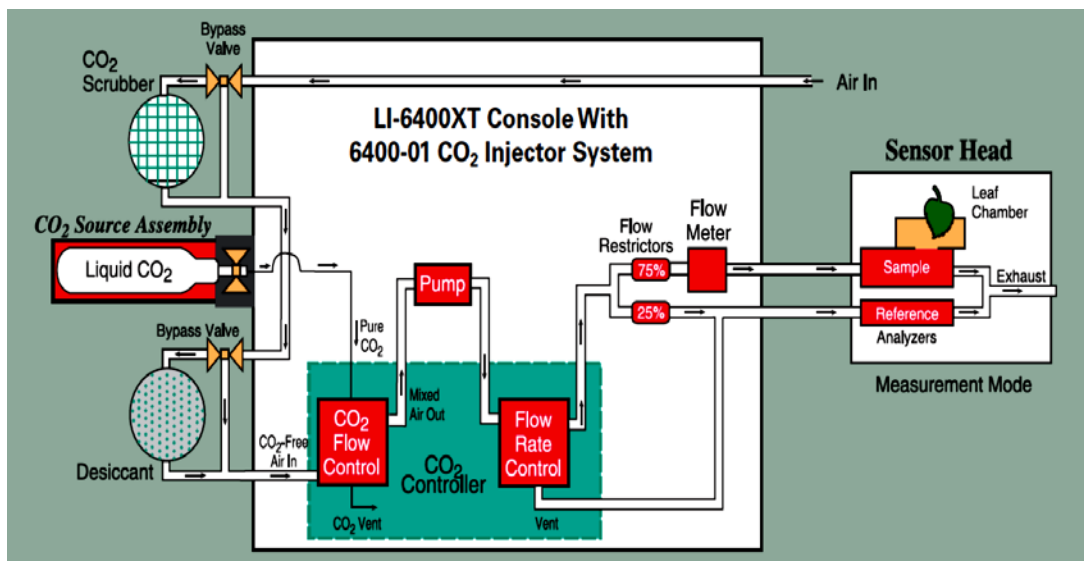 Bypass
Valve
CO2
Scrubber
Air In
LI-6400XT Console With
6400-01 CO2 Injector System
Sensor Head
Leaf
Chamber
CO2 Source Assembly
Liquid CO2
Flow
Restrictors
Flow
Meter
75%
25%
Sample
Exhaust
Reference
Analyzers
Measurement Mode
Pump
Bypass Valve
Pure
CO2
Mixed
Air Out
CO2
Flow
Control
Flow
Rate
Control
CO2-Free
Air In
CO2
Controller
Desiccant
CO2 Vent
Vent